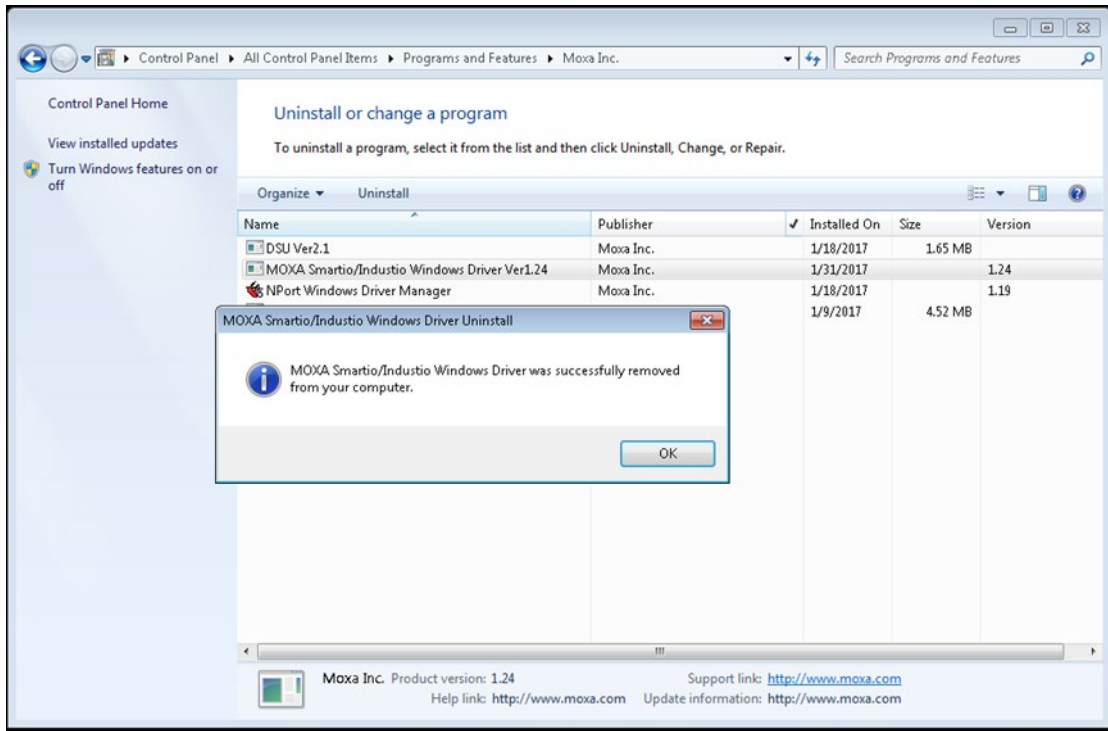 Control Panel ▸ All Control Panel Items ▸ Programs and Features ▸ Moxa Inc.
Search Programs and Features
Control Panel Home
View installed updates
Turn Windows features on or
off
Uninstall or change a program
To uninstall a program, select it from the list and then click Uninstall, Change, or Repair.
Organize Uninstall
Name Publisher Installed On Size Version
DSU Ver2.1 Moxa Inc. 1/18/2017 1.65 MB
MOXA Smartio/Industio Windows Driver Ver1.24 Moxa Inc. 1/31/2017 1.24
NPort Windows Driver Manager Moxa Inc. 1/18/2017 1.19
1/9/2017 4.52 MB
MOXA Smartio/Industio Windows Driver Uninstall
MOXA Smartio/Industio Windows Driver was successfully removed
from your computer.
OK
Moxa Inc. Product version: 1.24 Support link: http://www.moxa.com
Help link: http://www.moxa.com Update information: http://www.moxa.com